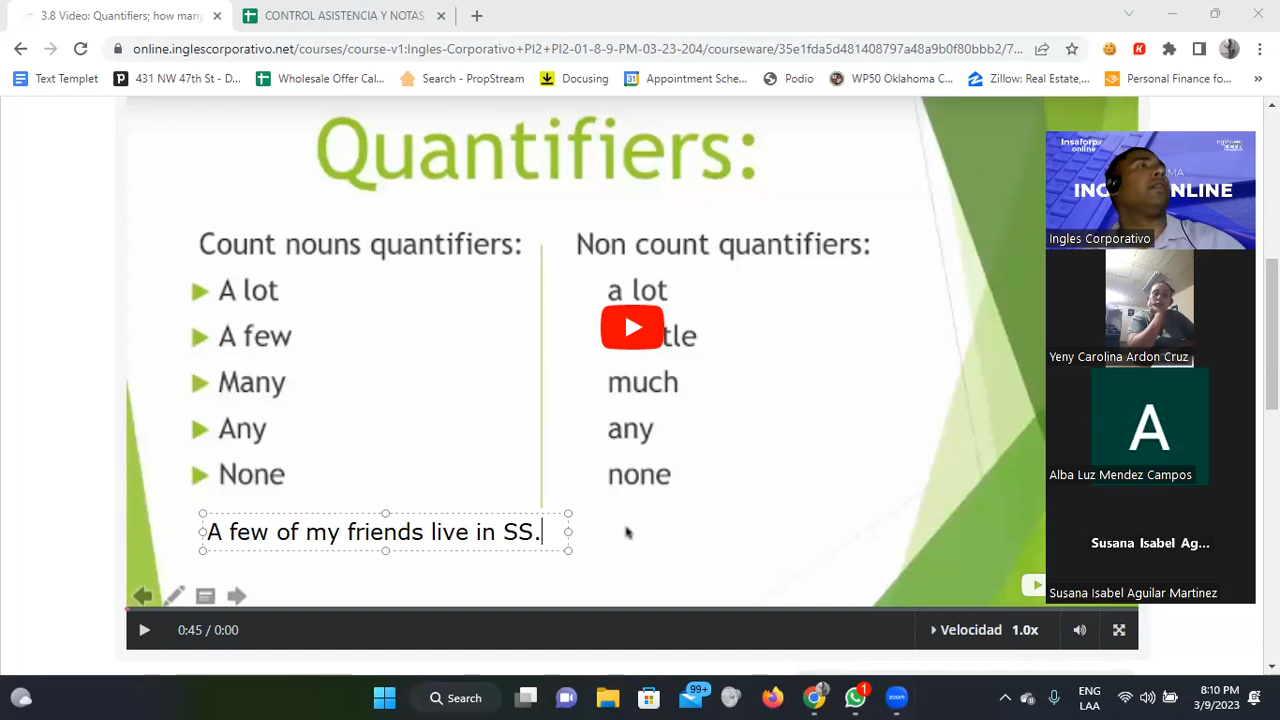 3.8 Video: Quantifiers; how many
CONTROL ASISTENCIA Y NOTAS
online.inglescorporativo.net/courses/course-v1:Ingles-Corporativo+PI2+PI2-01-8-9-PM-03-23-204/courseware/35e1fda5d481408797a48a9b0f80bbb2/7...
Text Templet
431 NW 47th St - D...
Wholesale Offer Cal...
Search - PropStream
Docusing
Appointment Sche...
Podio
WP50 Oklahoma C...
Zillow: Real Estate,...
Personal Finance fo...
Quantifiers:
Count nouns quantifiers:
A lot
A few
Many
Any
None
Non count quantifiers:
a lot
tle
much
any
none
A few of my friends live in SS.
0:45 / 0:00
Velocidad 1.0x
Insaforp
online
Ingles Corporativo
Yeny Carolina Ardon Cruz
A
Alba Luz Mendez Campos
Susana Isabel Ag...
Susana Isabel Aguilar Martinez
Search
99+
1
ENG
LAA
8:10 PM
3/9/2023